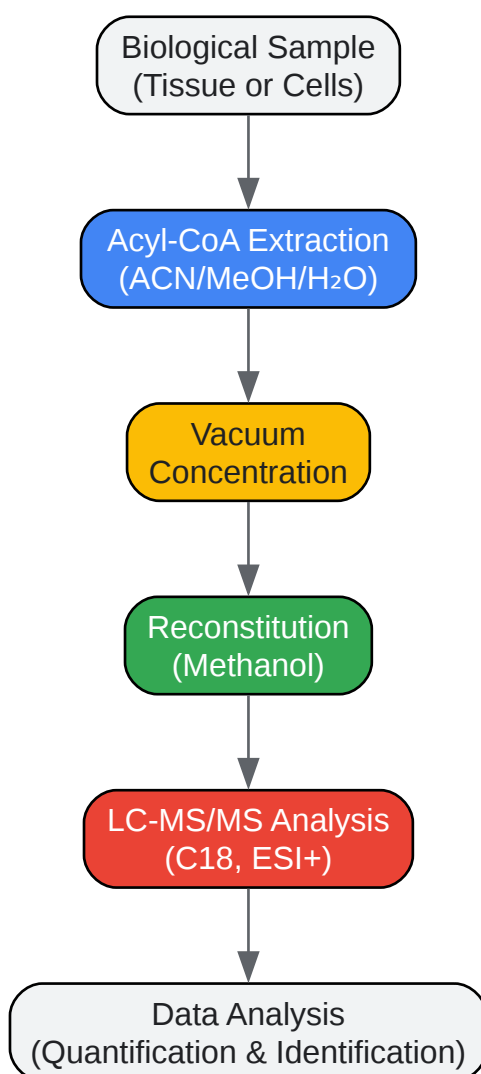 Biological Sample
(Tissue or Cells)
Acyl-CoA Extraction
(ACN/MeOH/H₂O)
Vacuum
Concentration
Reconstitution
(Methanol)
LC-MS/MS Analysis
(C18, ESI+)
Data Analysis
(Quantification & Identification)